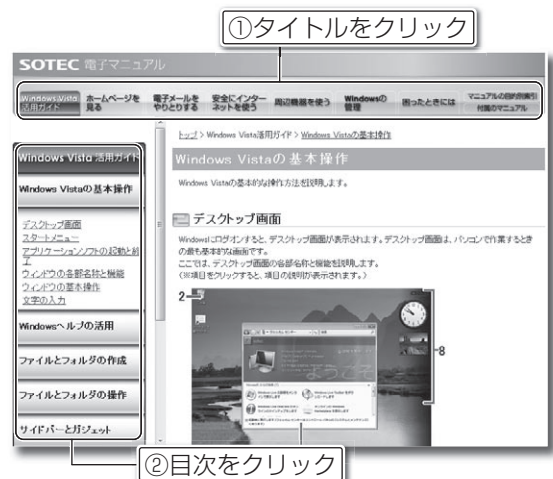 ①タイトルをクリック
SOTEC 電子マニュアル
Windows Vista
活用ガイド
ホームページを
見る
電子メールを
やりとりする
安全にインター
ネットを使う
周辺機器を使う
Windowsの
管理
困ったときには
マニュアルの目的別索引
付属のマニュアル
トップ > Windows Vista活用ガイド > Windows Vistaの基本操作
Windows Vista 活用ガイド
Windows Vistaの基本操作
デスクトップ画面
スタートメニュー
アプリケーションソフトの起動と終
了
ウィンドウの各部名称と機能
ウィンドウの基本操作
文字の入力
Windowsヘルプの活用
ファイルとフォルダの作成
ファイルとフォルダの操作
サイドバーとガジェット
Windows Vistaの基本操作
Windows Vistaの基本的な操作方法を説明します。
デスクトップ画面
Windowsにログオンすると、デスクトップ画面が表示されます。デスクトップ画面は、パソコンで作業するとき
の最も基本的な画面です。
ここでは、デスクトップ画面の各部名称と機能を説明します。
(※項目をクリックすると、項目の説明が表示されます。)
2
8
②目次をクリック